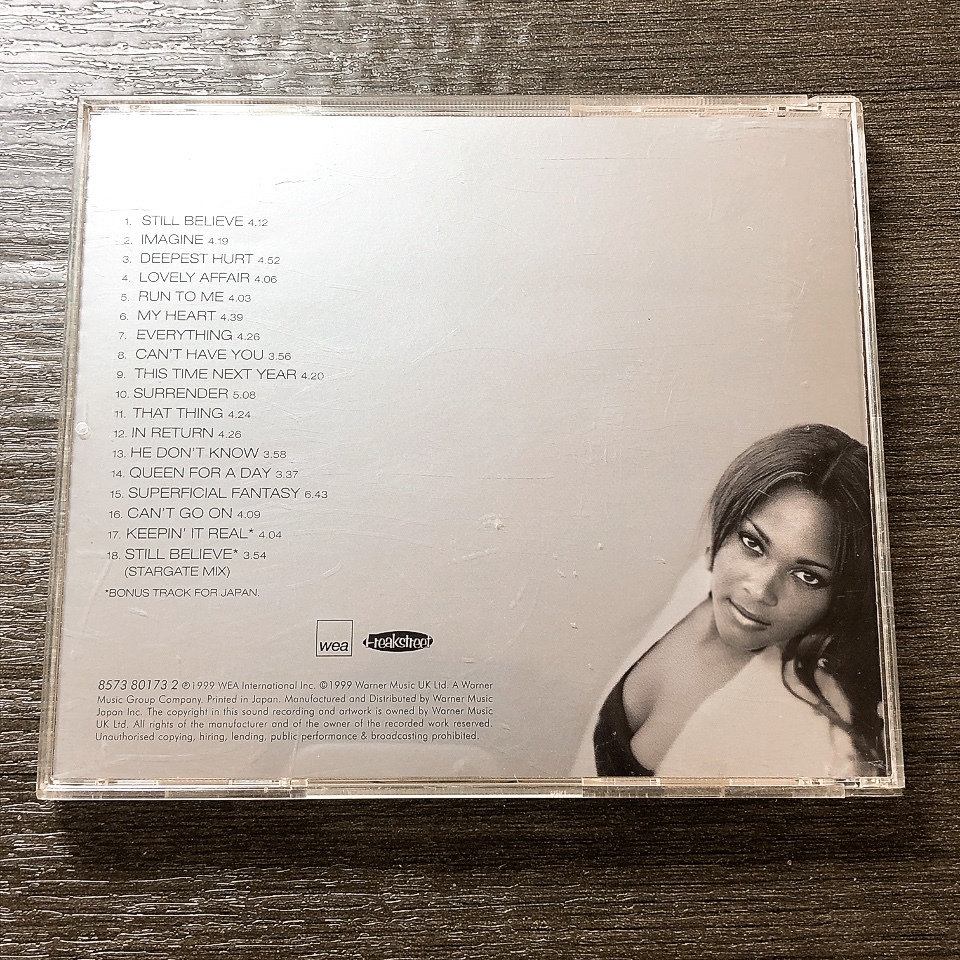 1. STILL BELIEVE 4.12
2. IMAGINE 4.19
3. DEEPEST HURT 4.52
4. LOVELY AFFAIR 4.06
5. RUN TO ME 4.03
6. MY HEART 4.39
7. EVERYTHING 4.26
8. CAN'T HAVE YOU 3.56
9. THIS TIME NEXT YEAR 4.20
10. SURRENDER 5.08
11. THAT THING 4.24
12. IN RETURN 4.26
13. HE DON'T KNOW 3.58
14. QUEEN FOR A DAY 3.37
15. SUPERFICIAL FANTASY 6.43
16. CAN'T GO ON 4.09
17. KEEPIN' IT REAL* 4.04
18. STILL BELIEVE* 3.54
(STARGATE MIX)
*BONUS TRACK FOR JAPAN.
wea freakstreet
8573 80173 2 ℗1999 WEA International Inc. ©1999 Warner Music UK Ltd. A Warner
Music Group Company. Printed in Japan. Manufactured and Distributed by Warner Music
Japan Inc. The copyright in this sound recording and artwork is owned by Warner Music
UK Ltd. All rights of the manufacturer and of the owner of the recorded work reserved.
Unauthorised copying, hiring, lending, public performance & broadcasting prohibited.